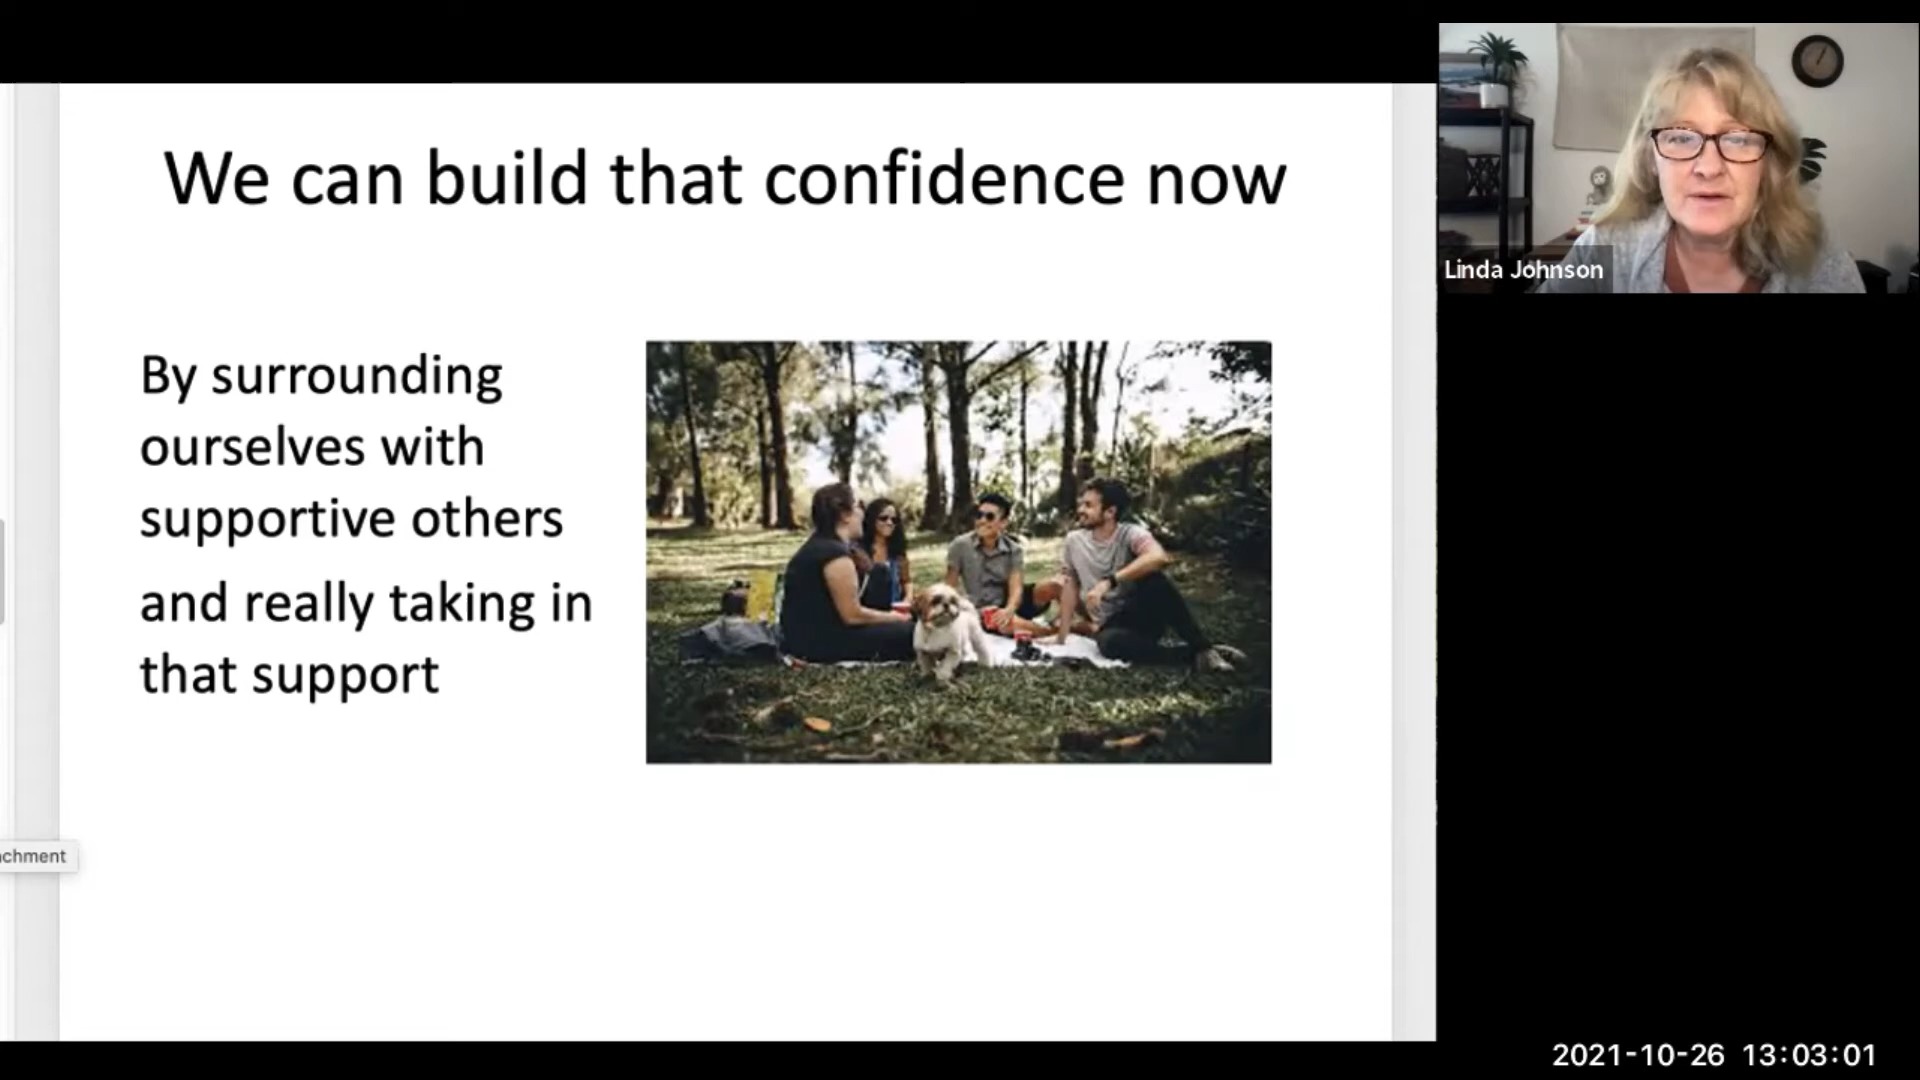 We can build that confidence now
By surrounding
ourselves with
supportive others
and really taking in
that support
achment
Linda Johnson
2021-10-26 13:03:01